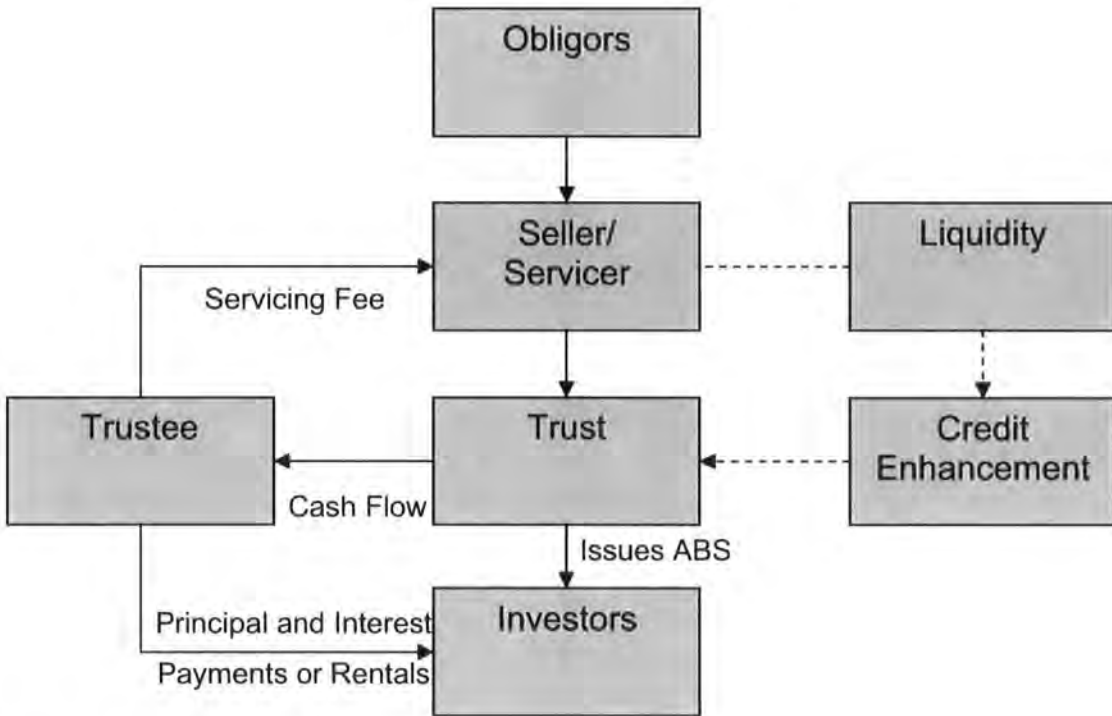 Obligors
Seller/
Servicer
Liquidity
Servicing Fee
Trustee
Trust
Credit
Enhancement
Cash Flow
Issues ABS
Principal and Interest
Payments or Rentals
Investors